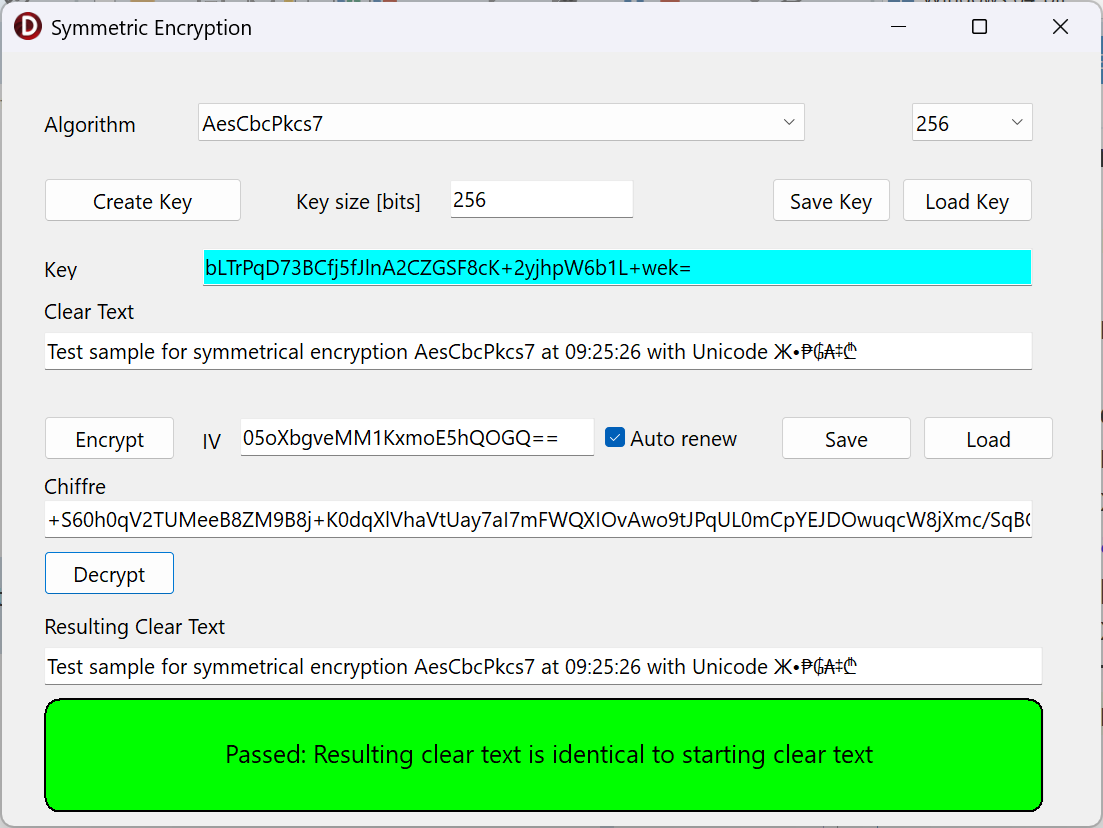 Symmetric Encryption
Algorithm AesCbcPkcs7 256
Create Key Key size [bits] 256 Save Key Load Key
Key bLTrPqD73BCfj5fJlnA2CZGSF8cK+2yjhpW6b1L+wek=
Clear Text
Test sample for symmetrical encryption AesCbcPkcs7 at 09:25:26 with Unicode Ж•₱₲₳‡₾
Encrypt IV 05oXbgveMM1KxmoE5hQOGQ== Auto renew Save Load
Chiffre
+S60h0qV2TUMeeB8ZM9B8j+K0dqXlVhaVtUay7aI7mFWQXIOvAwo9tJPqUL0mCpYEJDOwuqcW8jXmc/SqB
Decrypt
Resulting Clear Text
Test sample for symmetrical encryption AesCbcPkcs7 at 09:25:26 with Unicode Ж•₱₲₳‡₾
Passed: Resulting clear text is identical to starting clear text